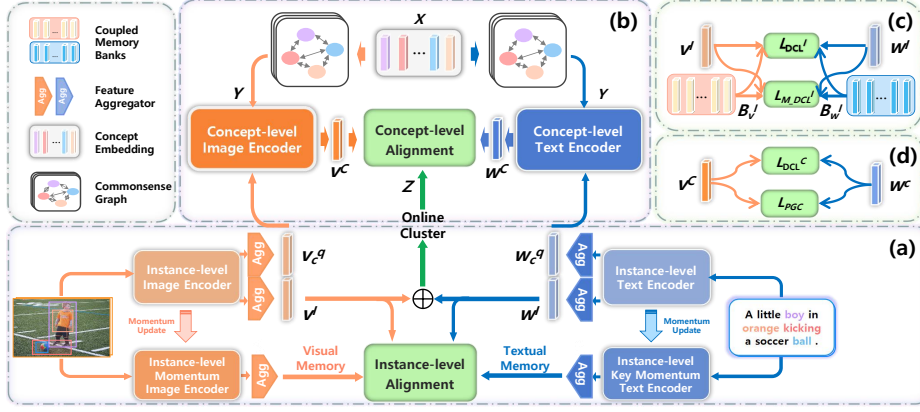 Coupled
Memory
Banks
Agg
Agg
Feature
Aggregator
Concept
Embedding
Commonsense
Graph
(b)
X
Y
Y
Concept-level
Image Encoder
V^C
Concept-level
Alignment
W^C
Concept-level
Text Encoder
Z
Online
Cluster
(c)
V^I
L_DCL^I
W^I
L_M_DCL^I
B_V^I
B_W^I
(d)
V^C
L_DCL^C
L_PGC
W^C
(a)
Instance-level
Image Encoder
Agg
Agg
V_C^q
V^I
W_C^q
W^I
Agg
Agg
Instance-level
Text Encoder
Momentum
Update
Momentum
Update
A little boy in
orange kicking
a soccer ball .
Instance-level
Momentum
Image Encoder
Agg
Visual
Memory
Instance-level
Alignment
Textual
Memory
Agg
Instance-level
Key Momentum
Text Encoder